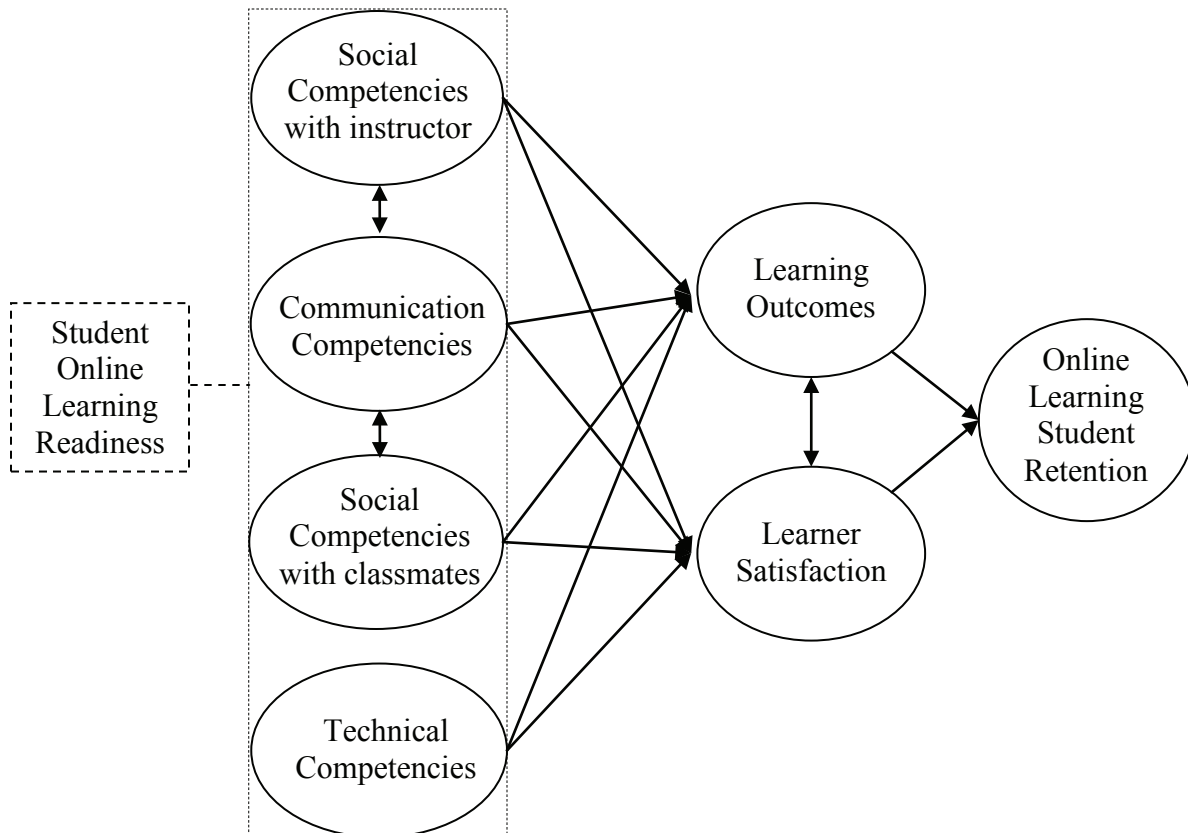 Student
Online
Learning
Readiness
Social
Competencies
with instructor
Communication
Competencies
Social
Competencies
with classmates
Technical
Competencies
Learning
Outcomes
Learner
Satisfaction
Online
Learning
Student
Retention